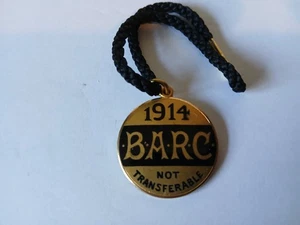 1914
B·A·R·C
NOT
TRANSFERABLE